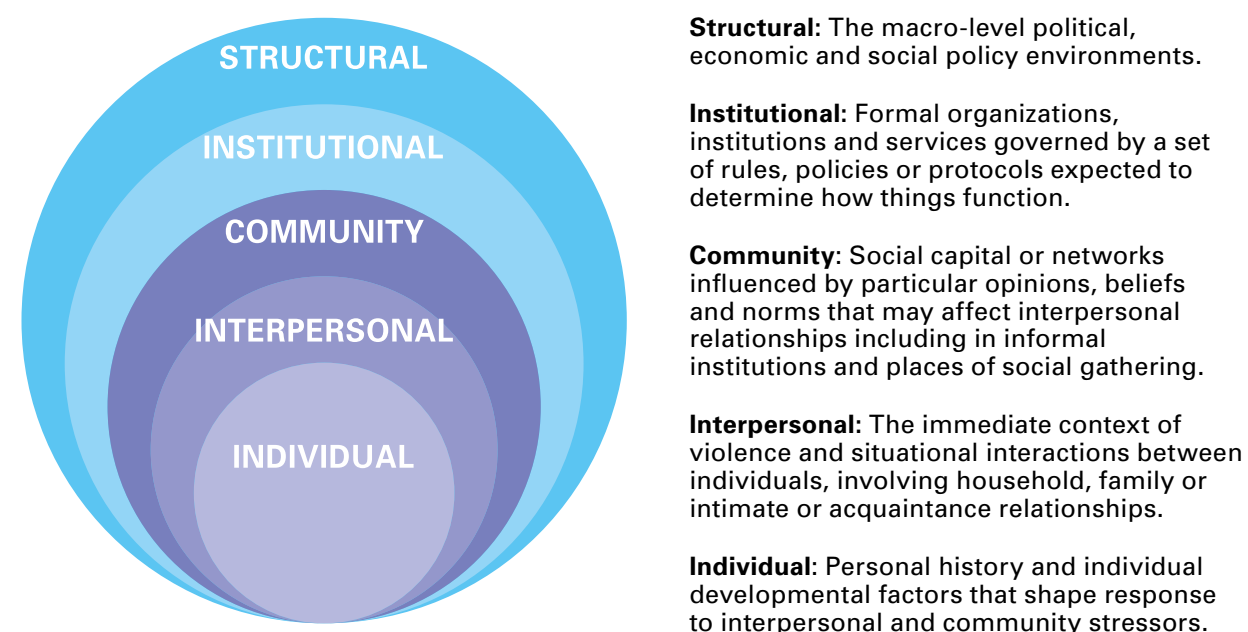 STRUCTURAL
INSTITUTIONAL
COMMUNITY
INTERPERSONAL
INDIVIDUAL
Structural: The macro-level political,
economic and social policy environments.
Institutional: Formal organizations,
institutions and services governed by a set
of rules, policies or protocols expected to
determine how things function.
Community: Social capital or networks
influenced by particular opinions, beliefs
and norms that may affect interpersonal
relationships including in informal
institutions and places of social gathering.
Interpersonal: The immediate context of
violence and situational interactions between
individuals, involving household, family or
intimate or acquaintance relationships.
Individual: Personal history and individual
developmental factors that shape response
to interpersonal and community stressors.